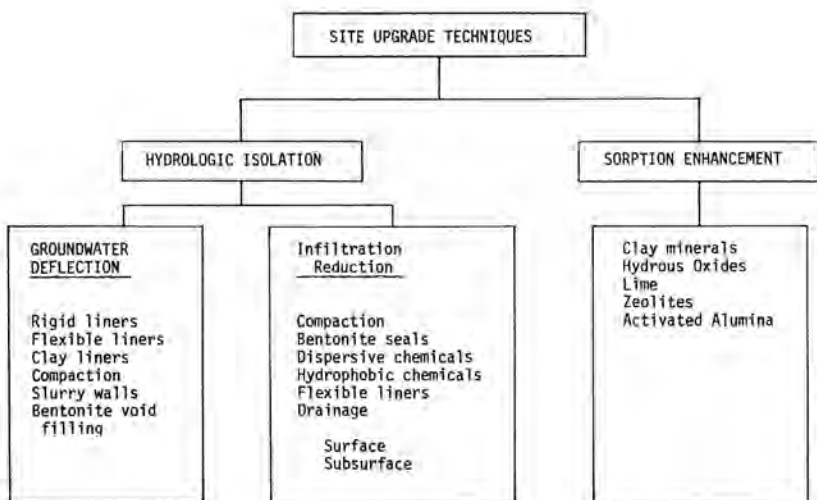 SITE UPGRADE TECHNIQUES
HYDROLOGIC ISOLATION
SORPTION ENHANCEMENT
GROUNDWATER
DEFLECTION
Rigid liners
Flexible liners
Clay liners
Compaction
Slurry walls
Bentonite void
filling
Infiltration
Reduction
Compaction
Bentonite seals
Dispersive chemicals
Hydrophobic chemicals
Flexible liners
Drainage
Surface
Subsurface
Clay minerals
Hydrous Oxides
Lime
Zeolites
Activated Alumina